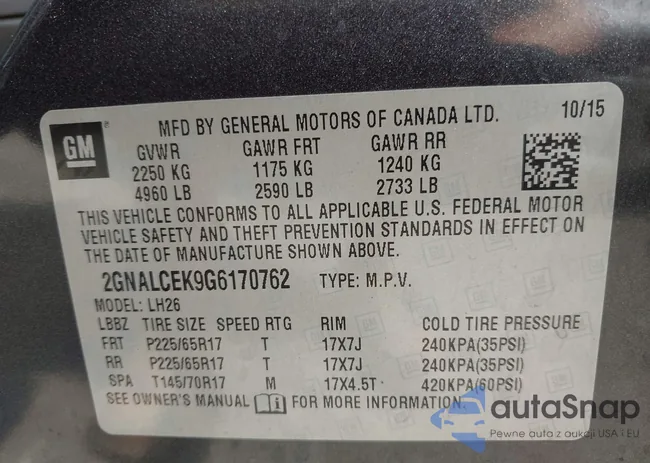 GM
MFD BY GENERAL MOTORS OF CANADA LTD. 10/15
GVWR GAWR FRT GAWR RR
2250 KG 1175 KG 1240 KG
4960 LB 2590 LB 2733 LB
THIS VEHICLE CONFORMS TO ALL APPLICABLE U.S. FEDERAL MOTOR
VEHICLE SAFETY AND THEFT PREVENTION STANDARDS IN EFFECT ON
THE DATE OF MANUFACTURE SHOWN ABOVE.
2GNALCEK9G6170762 TYPE: M.P.V.
MODEL: LH26
LBBZ TIRE SIZE SPEED RTG RIM COLD TIRE PRESSURE
FRT P225/65R17 T 17X7J 240KPA(35PSI)
RR P225/65R17 T 17X7J 240KPA(35PSI)
SPA T145/70R17 M 17X4.5T 420KPA(60PSI)
SEE OWNER'S MANUAL i FOR MORE INFORMATION.
autaSnap
Pewne auta z aukcji USA i EU